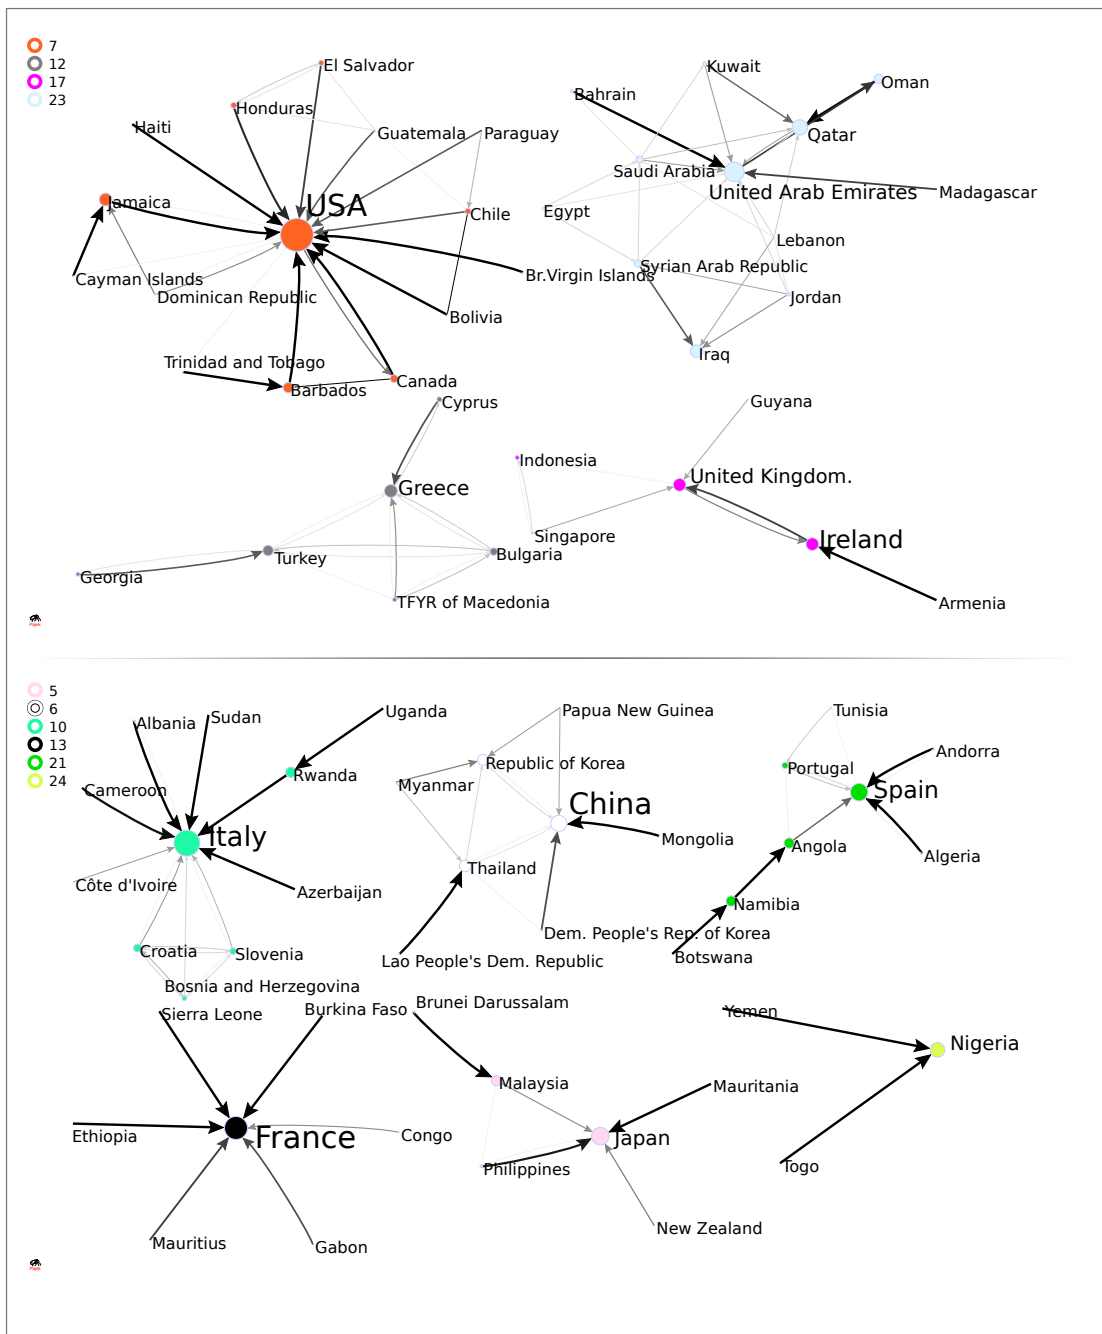 7
12
17
23
El Salvador
Honduras
Haiti
Guatemala
Paraguay
Jamaica
USA
Chile
Cayman Islands
Dominican Republic
Br.Virgin Islands
Bolivia
Trinidad and Tobago
Barbados
Canada
Kuwait
Bahrain
Oman
Qatar
Saudi Arabia
United Arab Emirates
Madagascar
Egypt
Lebanon
Syrian Arab Republic
Jordan
Iraq
Cyprus
Greece
Turkey
Bulgaria
Georgia
TFYR of Macedonia
Guyana
Indonesia
United Kingdom.
Singapore
Ireland
Armenia
5
6
10
13
21
24
Albania
Sudan
Uganda
Rwanda
Cameroon
Italy
Côte d'Ivoire
Azerbaijan
Croatia
Slovenia
Bosnia and Herzegovina
Papua New Guinea
Republic of Korea
Myanmar
China
Mongolia
Thailand
Dem. People's Rep. of Korea
Lao People's Dem. Republic
Tunisia
Andorra
Portugal
Spain
Angola
Algeria
Namibia
Botswana
Sierra Leone
Burkina Faso
Ethiopia
France
Congo
Mauritius
Gabon
Brunei Darussalam
Malaysia
Mauritania
Japan
Philippines
New Zealand
Yemen
Nigeria
Togo